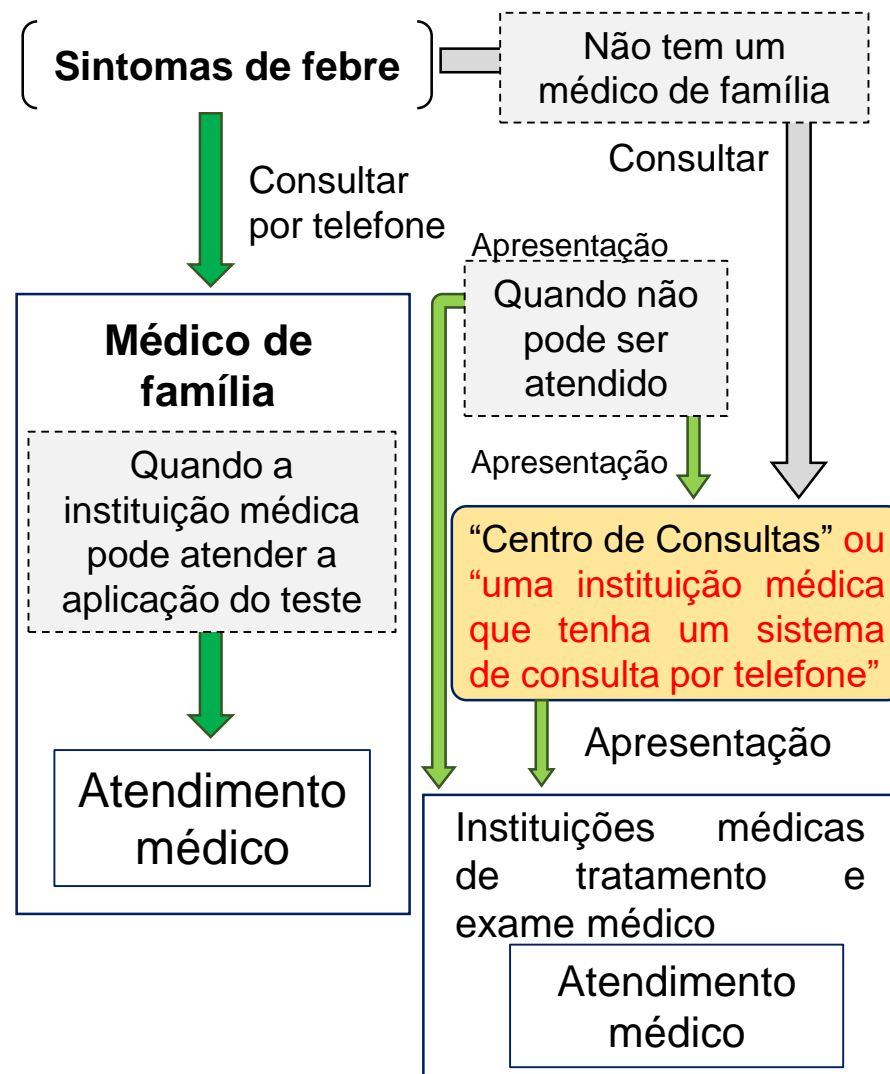 Sintomas de febre
Não tem um
médico de família
Consultar
Consultar
por telefone
Apresentação
Quando não
pode ser
atendido
Apresentação
Médico de
família
Quando a
instituição médica
pode atender a
aplicação do teste
Atendimento
médico
“Centro de Consultas” ou
“uma instituição médica
que tenha um sistema
de consulta por telefone”
Apresentação
Instituições médicas
de tratamento e
exame médico
Atendimento
médico